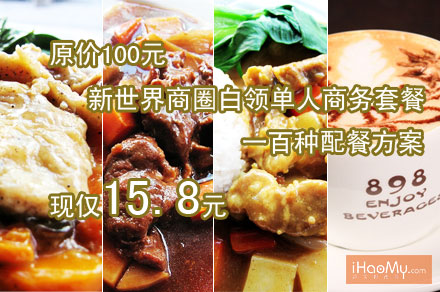 原价100元
新世界商圈白领单人商务套餐
一百种配餐方案
现仅15.8元
898
ENJOY
BEVERAGES
iHaoMy.com